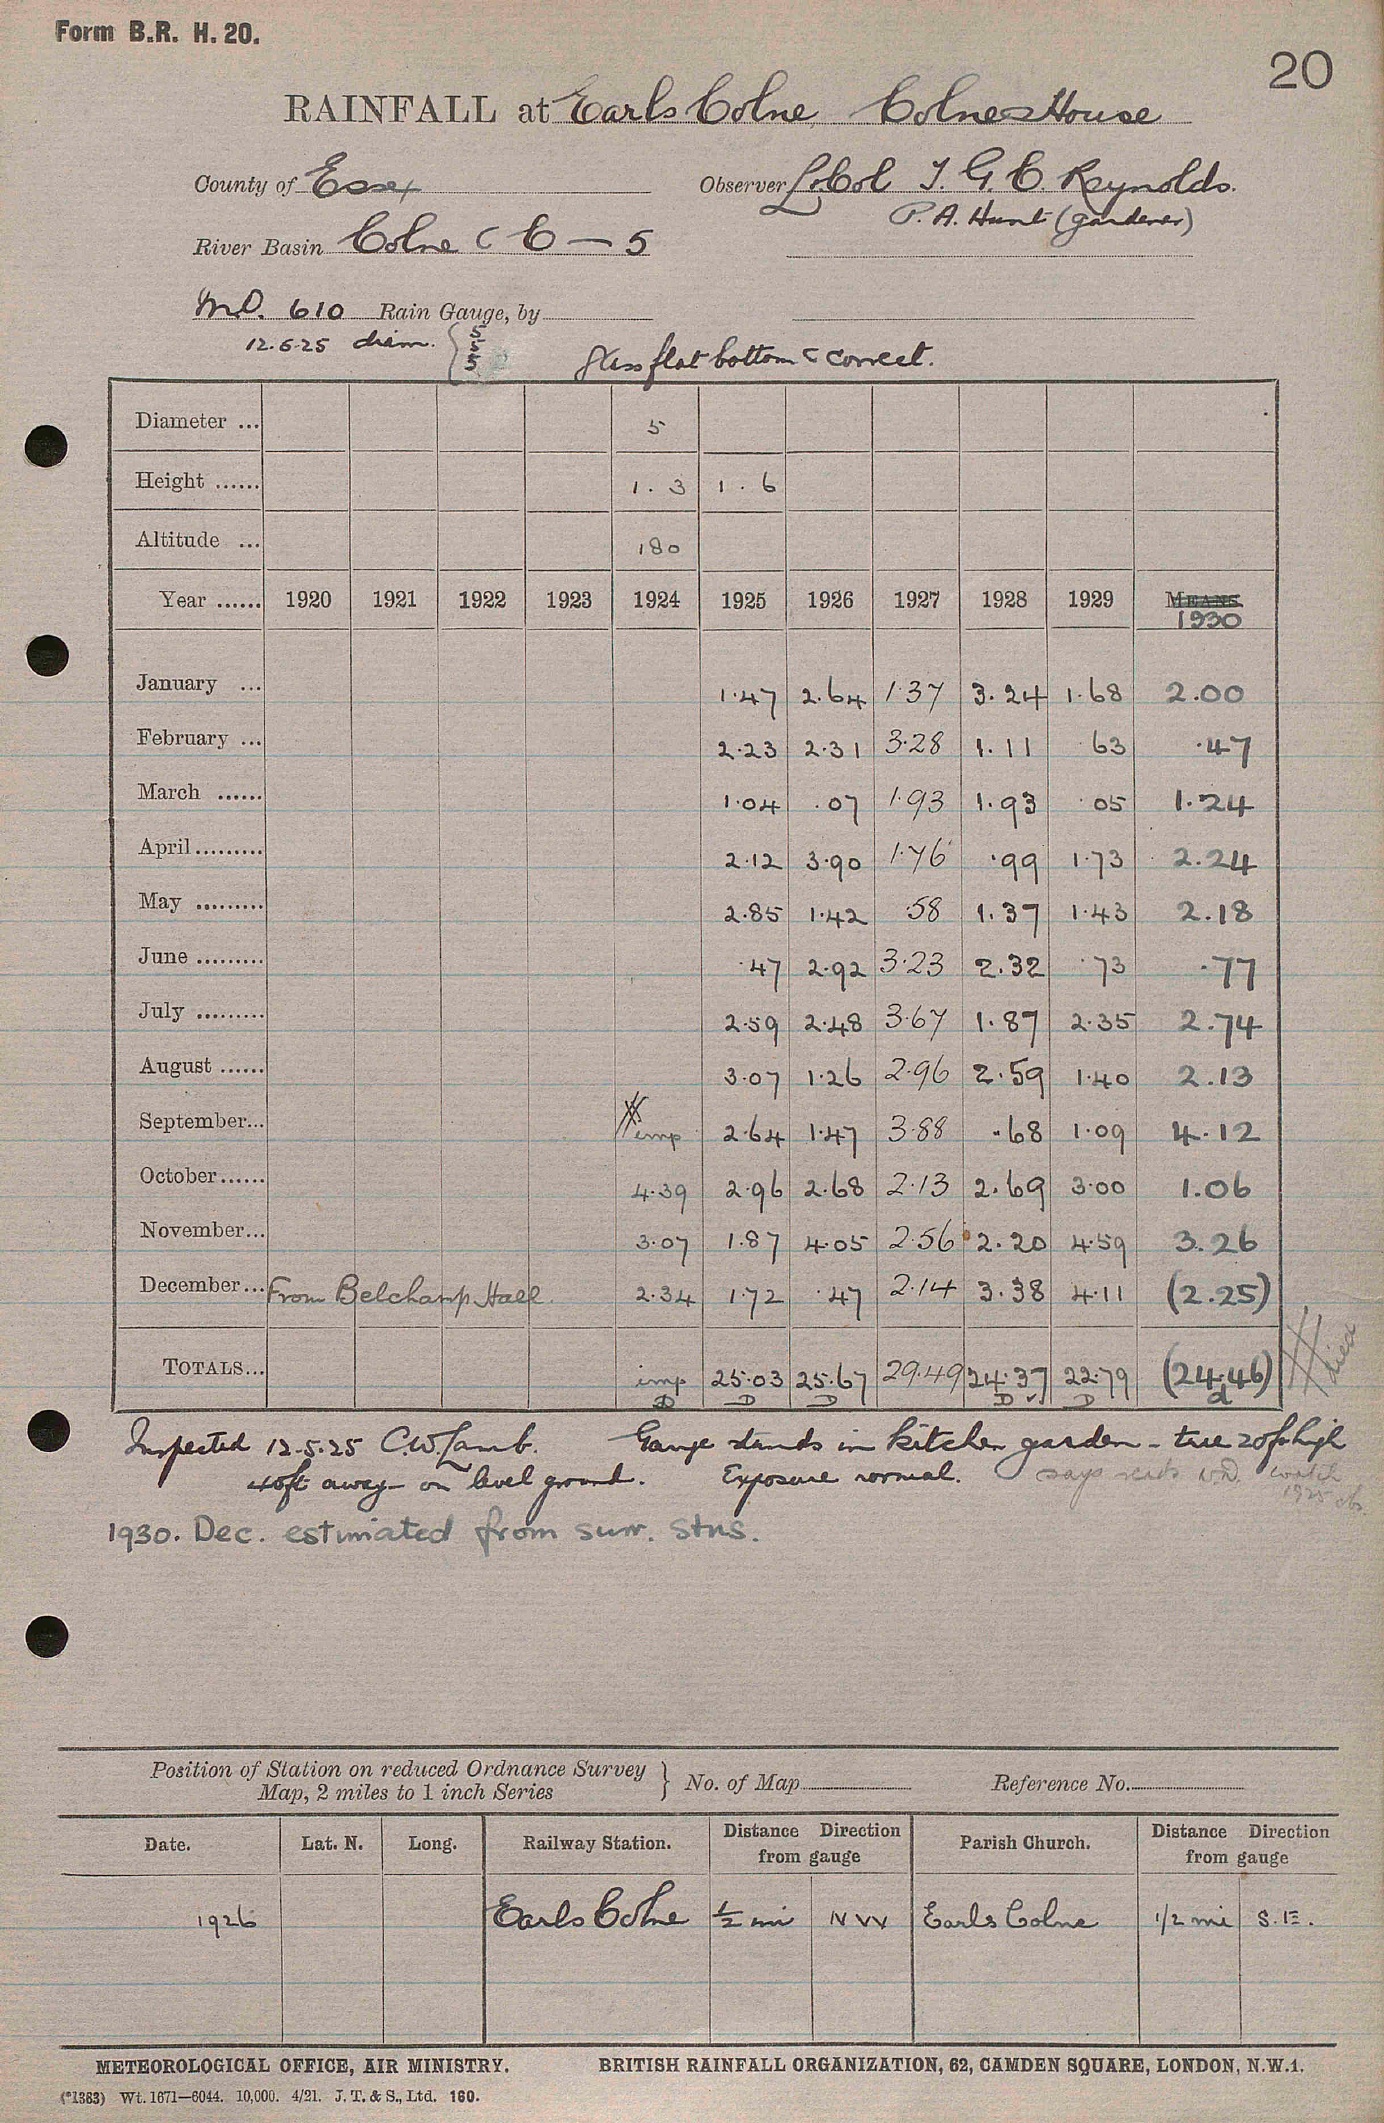 Form B.R. H. 20.
20
RAINFALL at Earls Colne, Colne House
County of Essex
Observer Lt Col J. G. C. Reynolds.
P. A. Hunt (gardener)
River Basin Colne C C — 5
M.O. 610 Rain Gauge, by
12.6.25 diam. { 5 5 5 glass flat bottom & correct.
Diameter ... 5
Height ...... 1.3 1.6
Altitude ... 180
Year ...... 1920 1921 1922 1923 1924 1925 1926 1927 1928 1929 MEANS.
1930
January ... 1.47 2.64 1.37 3.24 1.68 2.00
February ... 2.23 2.31 3.28 1.11 .63 .47
March ...... 1.04 .07 1.93 1.93 .05 1.24
April......... 2.12 3.90 1.76 .99 1.73 2.24
May ......... 2.85 1.42 .58 1.37 1.43 2.18
June ......... .47 2.92 3.23 2.32 .73 .77
July ......... 2.59 2.48 3.67 1.87 2.35 2.74
August ...... 3.07 1.26 2.96 2.59 1.40 2.13
September... imp 2.64 1.47 3.88 .68 1.09 4.12
October...... 4.39 2.96 2.68 2.13 2.69 3.00 1.06
November... 3.07 1.87 4.05 2.56 2.20 4.59 3.26
December... From Belchamp Hall 2.34 1.72 .47 2.14 3.38 4.11 (2.25)
TOTALS... imp 25.03 25.67 29.49 24.37 22.79 (24.46)
D D D D ✓ D d
died
Inspected 12.5.25 C.W. Lamb. Gauge stands in kitchen garden - tree 20ft high
40ft away - on level ground. Exposure normal. says
1925 obs
1930. Dec. estimated from surr. stns.
Position of Station on reduced Ordnance Survey
Map, 2 miles to 1 inch Series } No. of Map Reference No.
Date. Lat. N. Long. Railway Station. Distance Direction from gauge Parish Church. Distance Direction from gauge
1926 Earls Colne ½ mi NW Earls Colne 1/2 mi S.E.
METEOROLOGICAL OFFICE, AIR MINISTRY. BRITISH RAINFALL ORGANIZATION, 62, CAMDEN SQUARE, LONDON, N.W.1.
(*1383) Wt. 1671—6044. 10,000. 4/21. J. T. & S., Ltd. 160.